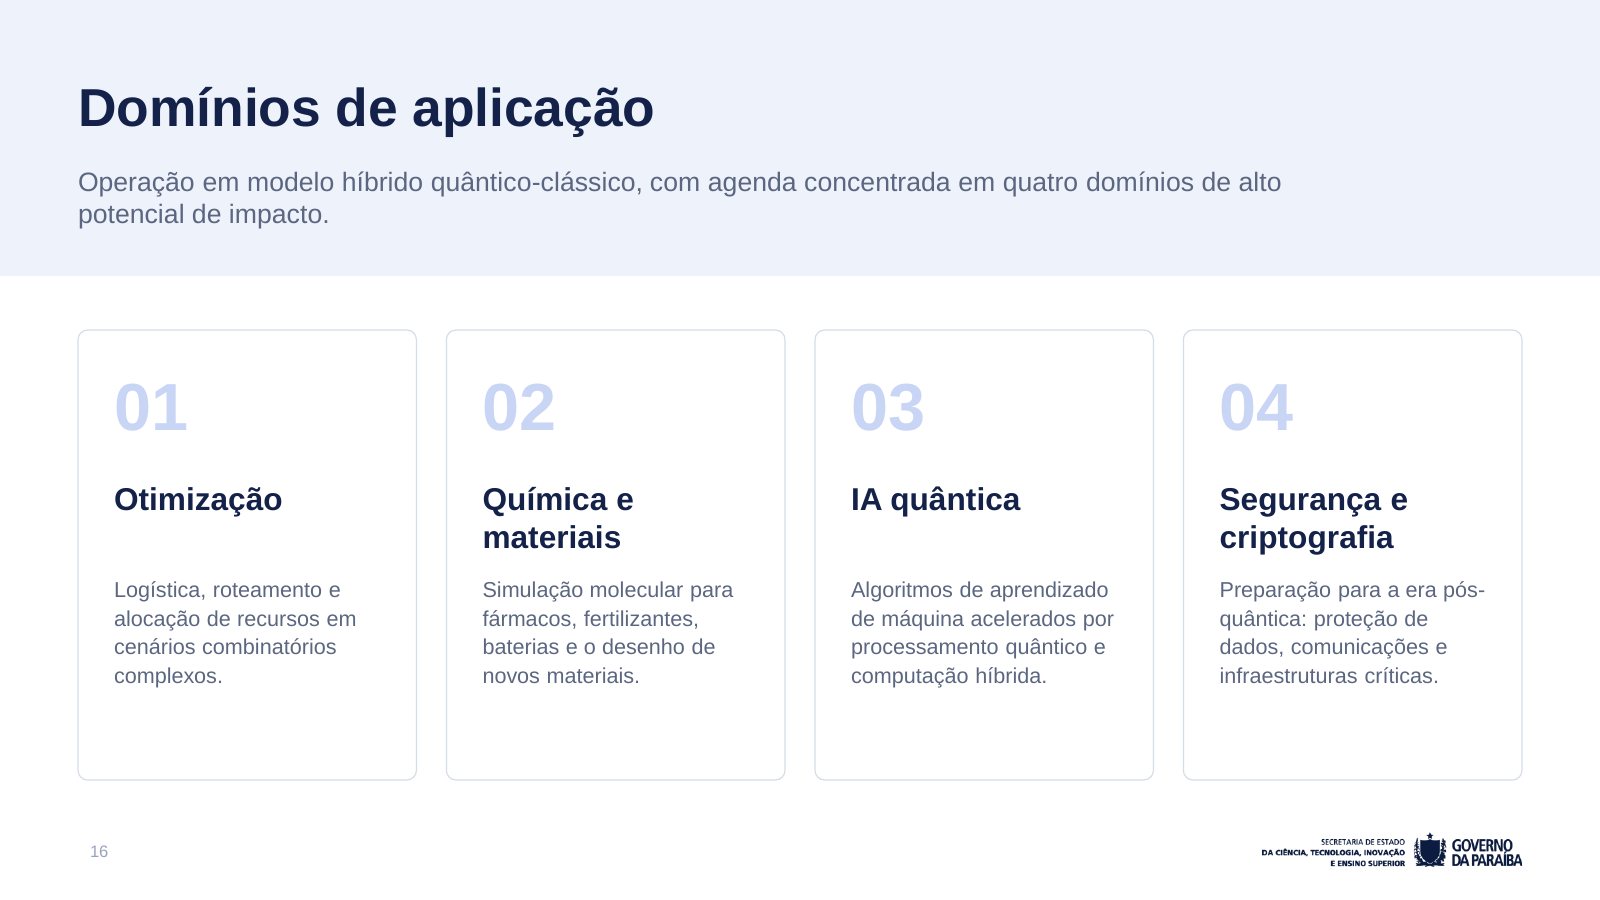 Domínios de aplicação
Operação em modelo híbrido quântico-clássico, com agenda concentrada em quatro domínios de alto
potencial de impacto.
01
Otimização
Logística, roteamento e
alocação de recursos em
cenários combinatórios
complexos.
02
Química e
materiais
Simulação molecular para
fármacos, fertilizantes,
baterias e o desenho de
novos materiais.
03
IA quântica
Algoritmos de aprendizado
de máquina acelerados por
processamento quântico e
computação híbrida.
04
Segurança e
criptografia
Preparação para a era pós-
quântica: proteção de
dados, comunicações e
infraestruturas críticas.
16
SECRETARIA DE ESTADO
DA CIÊNCIA, TECNOLOGIA, INOVAÇÃO
E ENSINO SUPERIOR
GOVERNO
DA PARAÍBA